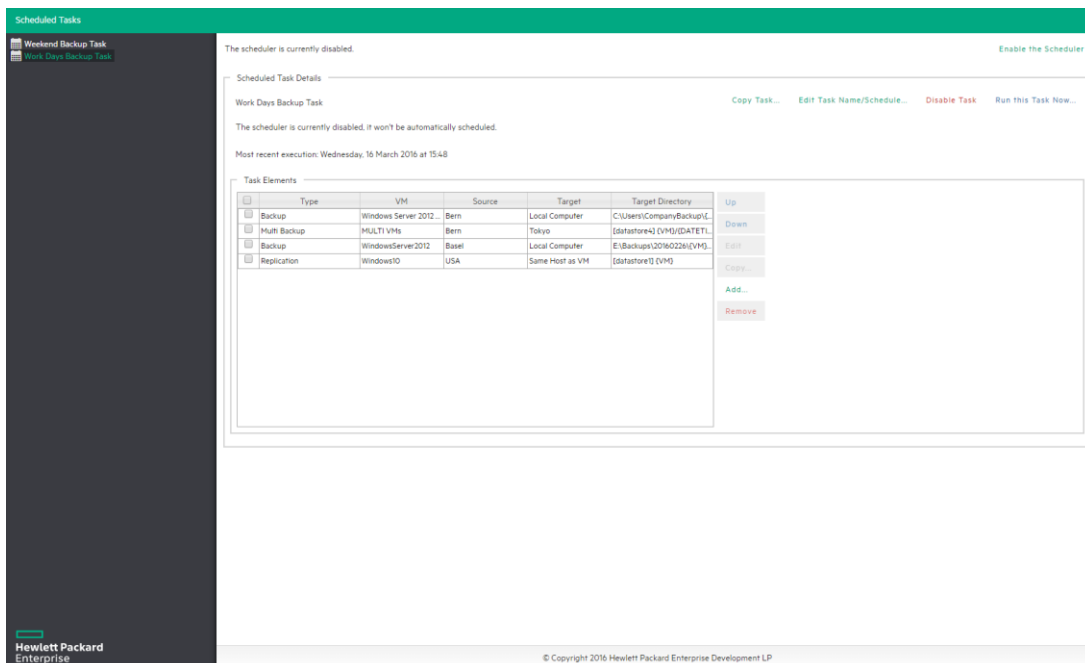 Scheduled Tasks
Weekend Backup Task
Work Days Backup Task
The scheduler is currently disabled.
Enable the Scheduler
Scheduled Task Details
Work Days Backup Task
Copy Task...
Edit Task Name/Schedule...
Disable Task
Run this Task Now...
The scheduler is currently disabled, it won't be automatically scheduled.
Most recent execution: Wednesday, 16 March 2016 at 15:48
Task Elements
Type VM Source Target Target Directory
Backup Windows Server 2012... Bern Local Computer C:\Users\CompanyBackup\{...
Multi Backup MULTI VMs Bern Tokyo [datastore4] {VM}/{DATETI...
Backup WindowsServer2012 Basel Local Computer E:\Backups\20160226\{VM}...
Replication Windows10 USA Same Host as VM [datastore1] {VM}
Up
Down
Edit
Copy...
Add...
Remove
Hewlett Packard
Enterprise
© Copyright 2016 Hewlett Packard Enterprise Development LP